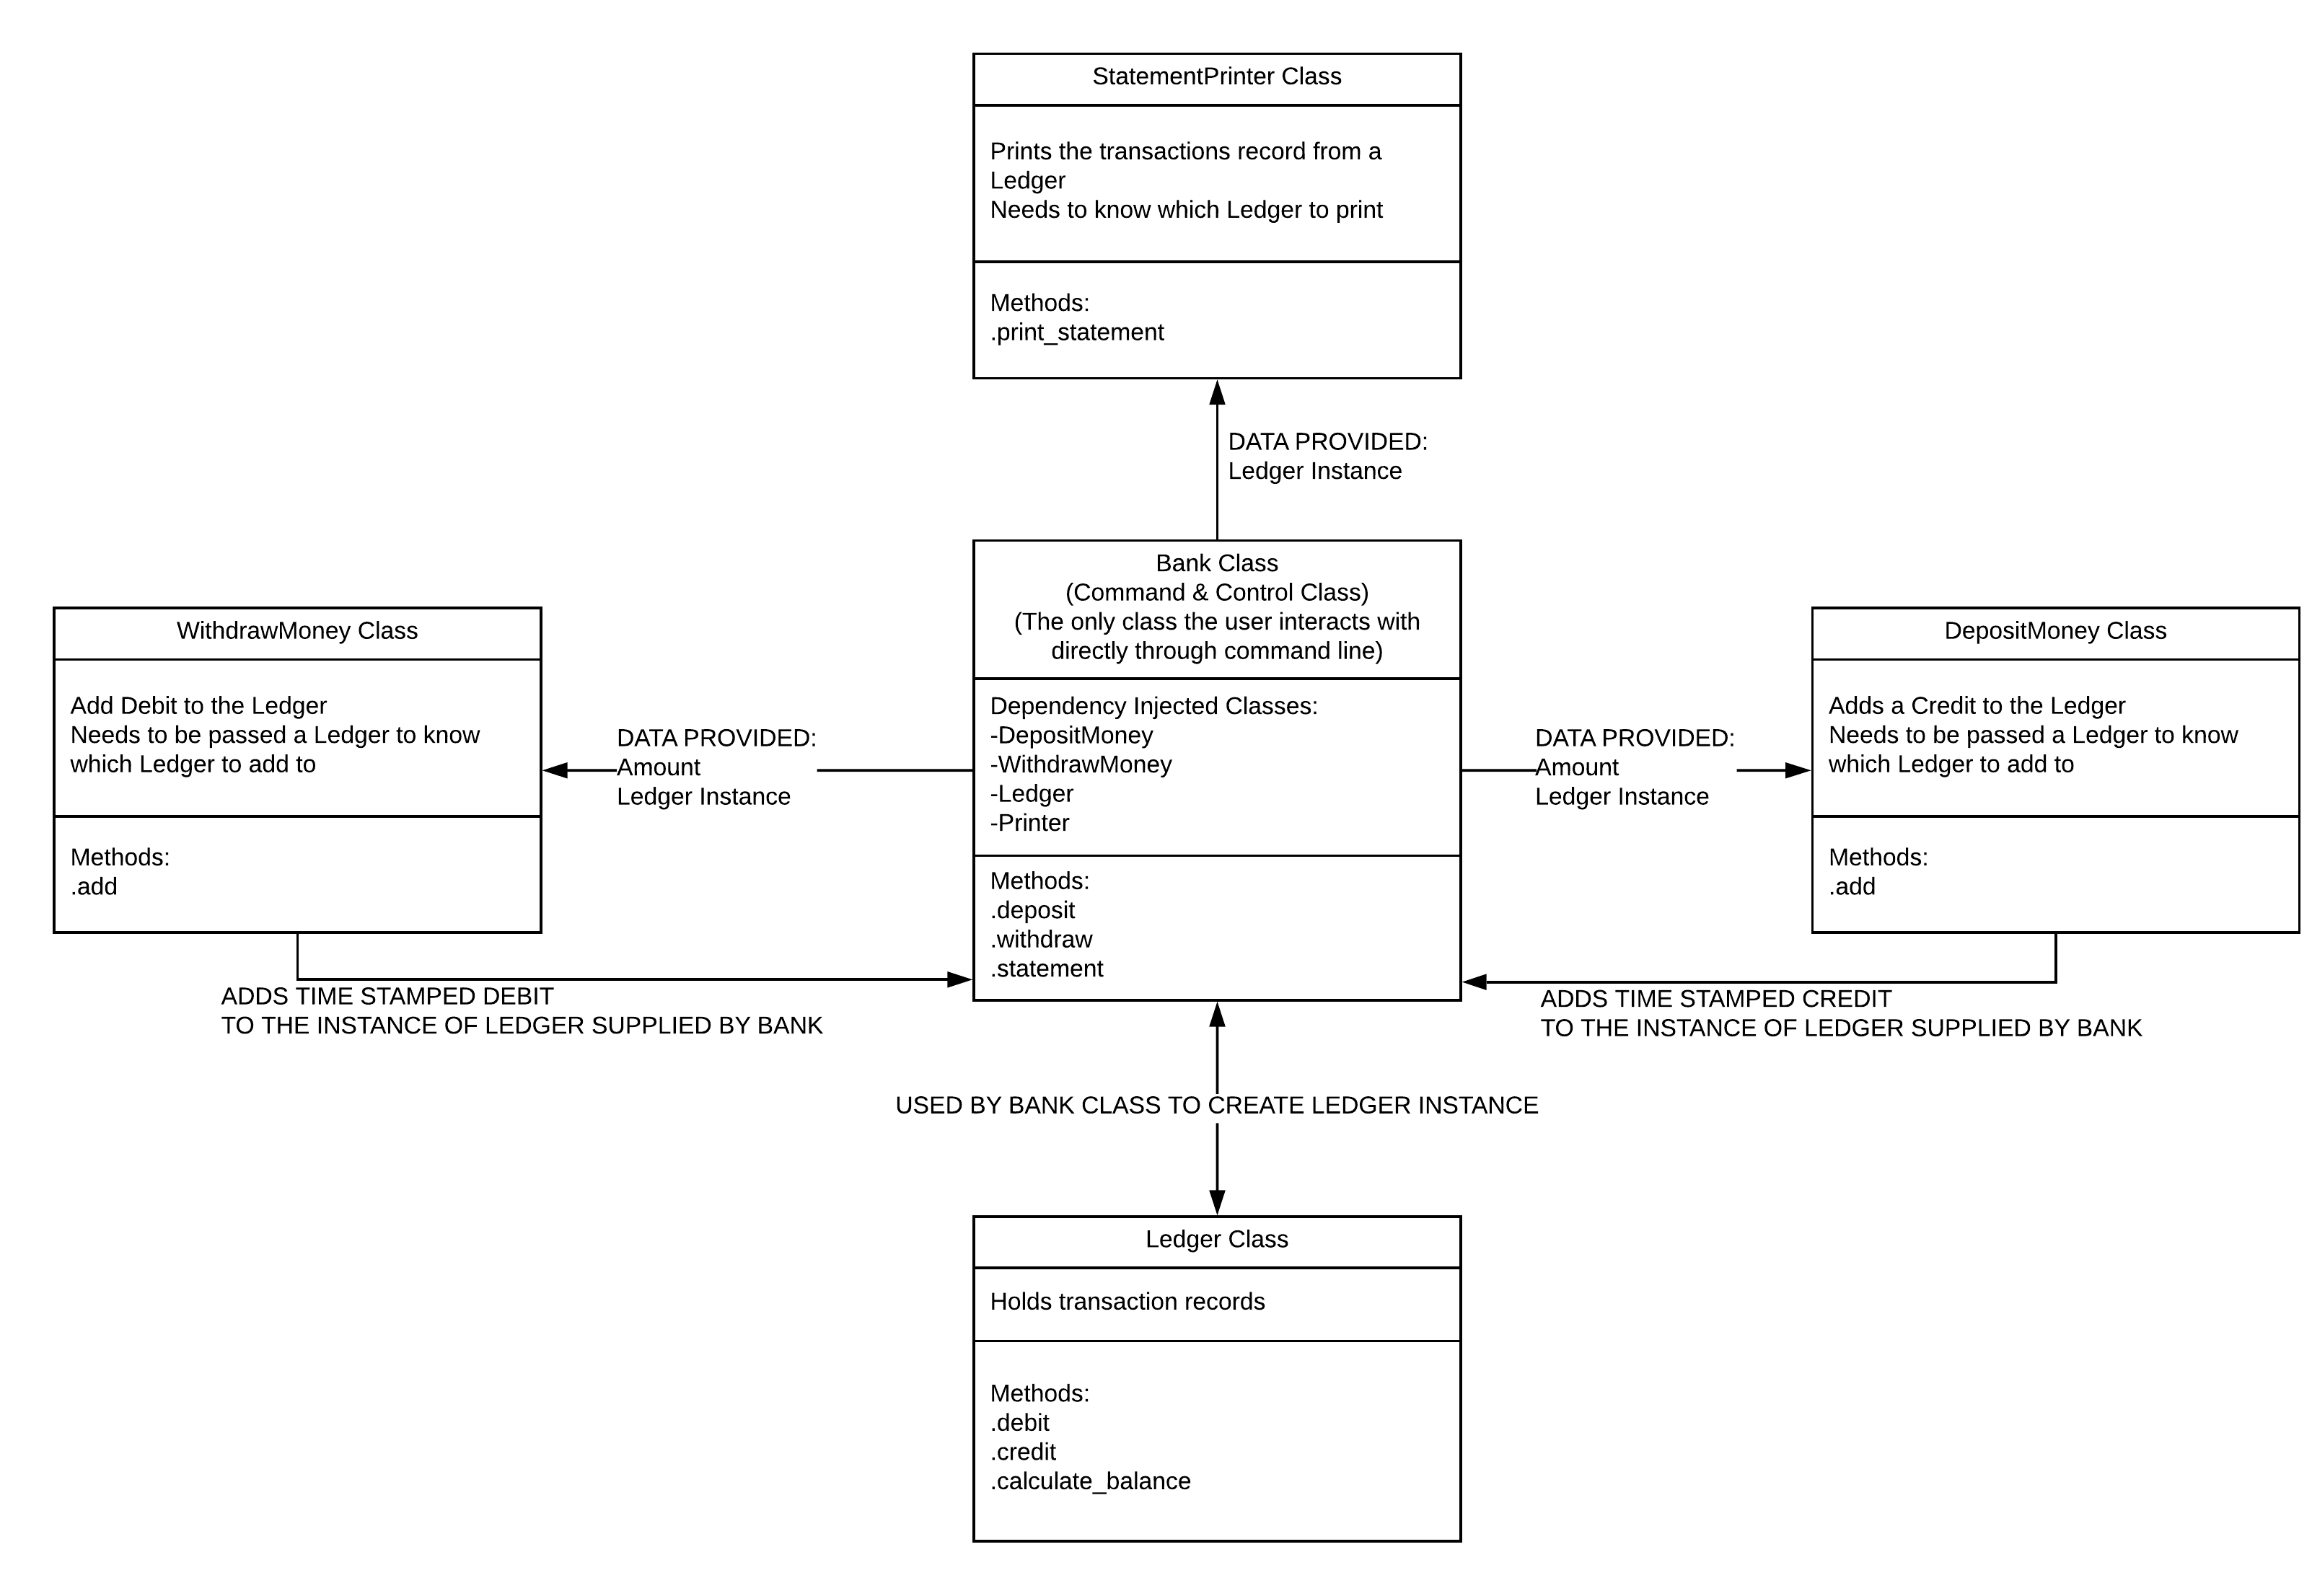 StatementPrinter Class
Prints the transactions record from a
Ledger
Needs to know which Ledger to print
Methods:
.print_statement
DATA PROVIDED:
Ledger Instance
Bank Class
(Command & Control Class)
(The only class the user interacts with
directly through command line)
Dependency Injected Classes:
-DepositMoney
-WithdrawMoney
-Ledger
-Printer
Methods:
.deposit
.withdraw
.statement
WithdrawMoney Class
Add Debit to the Ledger
Needs to be passed a Ledger to know
which Ledger to add to
Methods:
.add
DATA PROVIDED:
Amount
Ledger Instance
DATA PROVIDED:
Amount
Ledger Instance
DepositMoney Class
Adds a Credit to the Ledger
Needs to be passed a Ledger to know
which Ledger to add to
Methods:
.add
ADDS TIME STAMPED DEBIT
TO THE INSTANCE OF LEDGER SUPPLIED BY BANK
ADDS TIME STAMPED CREDIT
TO THE INSTANCE OF LEDGER SUPPLIED BY BANK
USED BY BANK CLASS TO CREATE LEDGER INSTANCE
Ledger Class
Holds transaction records
Methods:
.debit
.credit
.calculate_balance